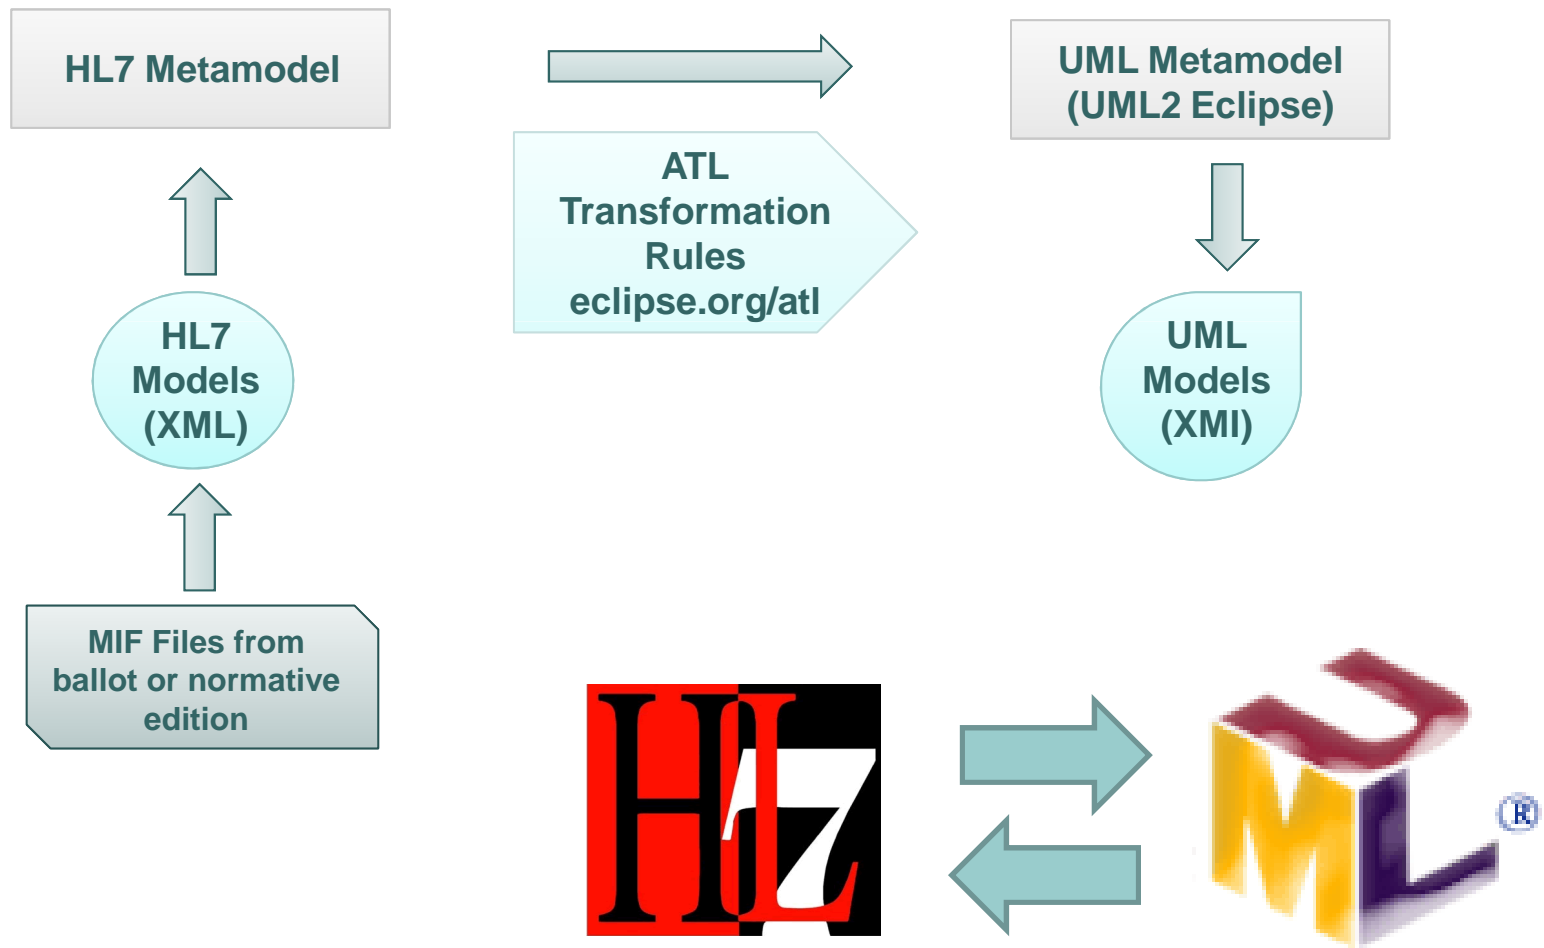 HL7 Metamodel
UML Metamodel
(UML2 Eclipse)
ATL
Transformation
Rules
eclipse.org/atl
HL7
Models
(XML)
UML
Models
(XMI)
MIF Files from
ballot or normative
edition
HL7
UML®